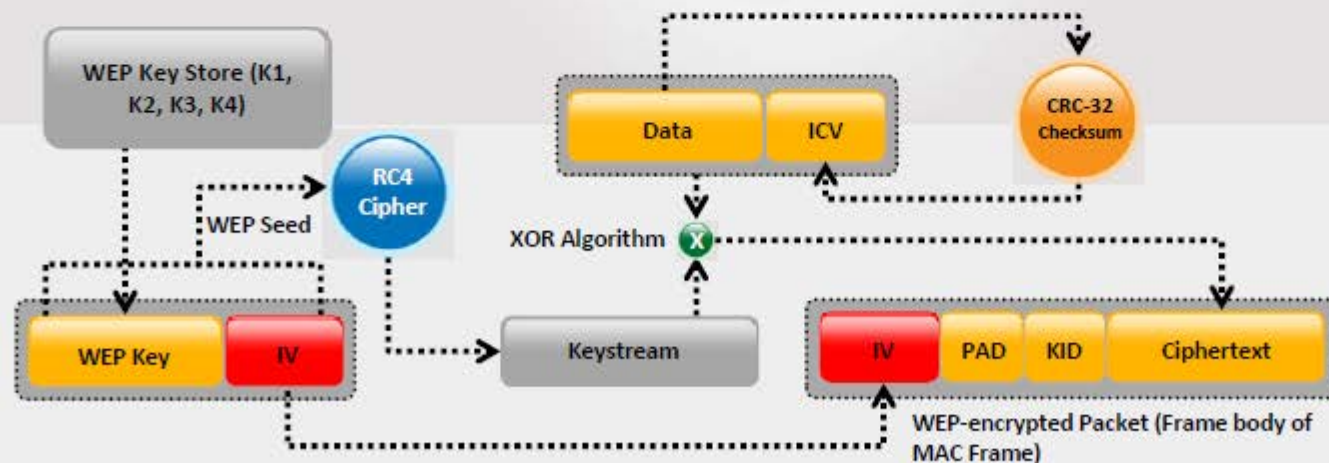 WEP Key Store (K1,
K2, K3, K4)
Data
ICV
CRC-32
Checksum
RC4
Cipher
WEP Seed
XOR Algorithm
X
WEP Key
IV
Keystream
IV
PAD
KID
Ciphertext
WEP-encrypted Packet (Frame body of
MAC Frame)